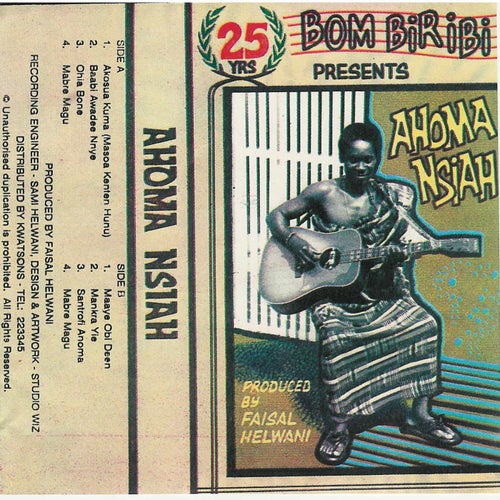 SIDE A
1. Akosua Kuma (Masoa Kenten Hunu)
2. Baabi Awadee Nnye
3. Ohia Bone
4. Mabre Magu
SIDE B
1. Maaye Obi Deen
2. Mankra Yie
3. Santrofi Anoma
4. Mabre Magu
PRODUCED BY FAISAL HELWANI
RECORDING ENGINEER - SAMI HELWANI, DESIGN & ARTWORK - STUDIO WIZ
DISTRIBUTED BY KWATSONS - TEL: 223345
© Unauthorised duplication is prohibited. All Rights Reserved.
AHOMA NSIAH
25
YRS
BOM BIRIBI
PRESENTS
AHOMA
NSIAH
PRODUCED
BY
FAISAL
HELWANI